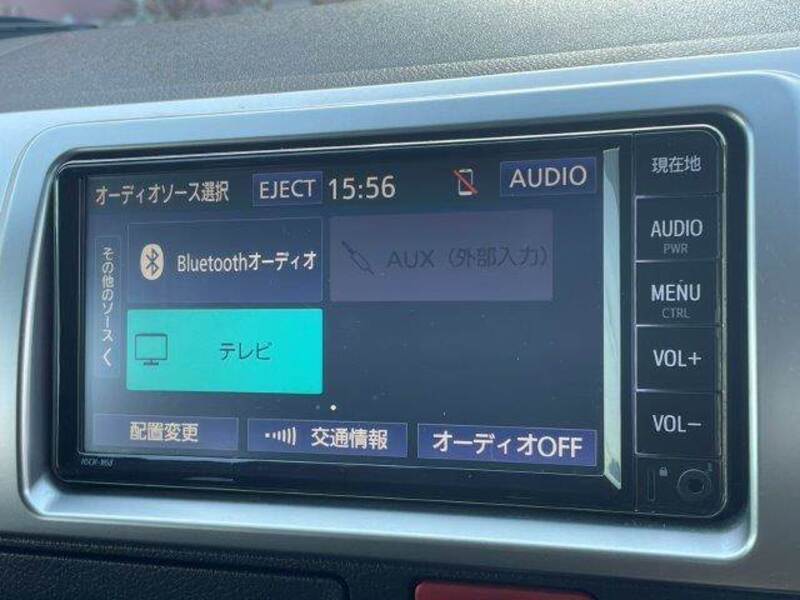 オーディオソース選択
EJECT
15:56
AUDIO
現在地
その他のソース
Bluetoothオーディオ
AUX（外部入力）
AUDIO
PWR
MENU
CTRL
テレビ
VOL+
VOL-
配置変更
交通情報
オーディオOFF
NSCN-W68